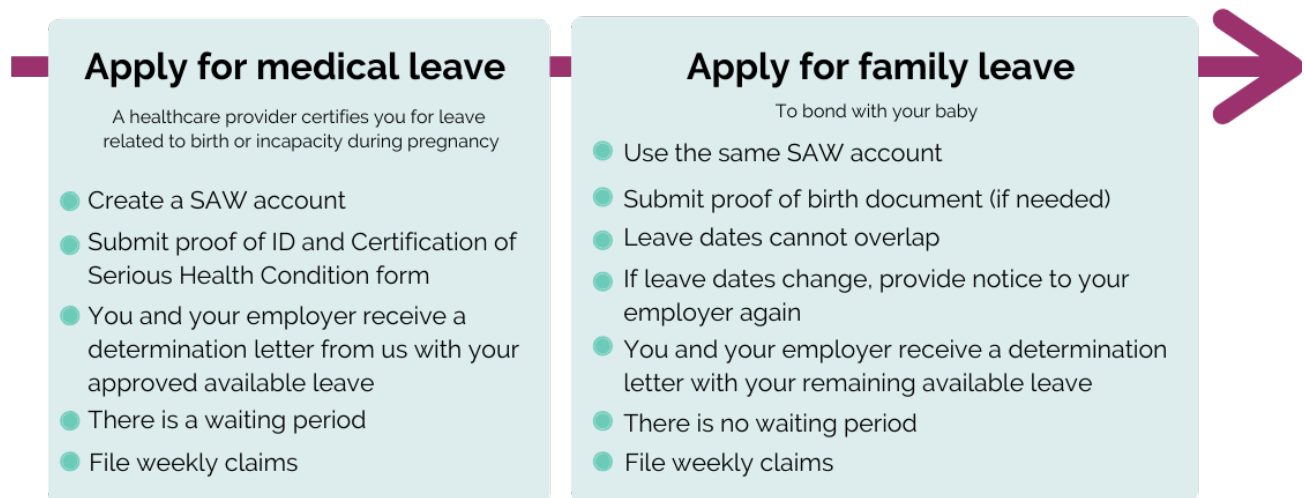 Apply for medical leave
A healthcare provider certifies you for leave
related to birth or incapacity during pregnancy
Create a SAW account
Submit proof of ID and Certification of
Serious Health Condition form
You and your employer receive a
determination letter from us with your
approved available leave
There is a waiting period
File weekly claims
Apply for family leave
To bond with your baby
Use the same SAW account
Submit proof of birth document (if needed)
Leave dates cannot overlap
If leave dates change, provide notice to your
employer again
You and your employer receive a determination
letter with your remaining available leave
There is no waiting period
File weekly claims